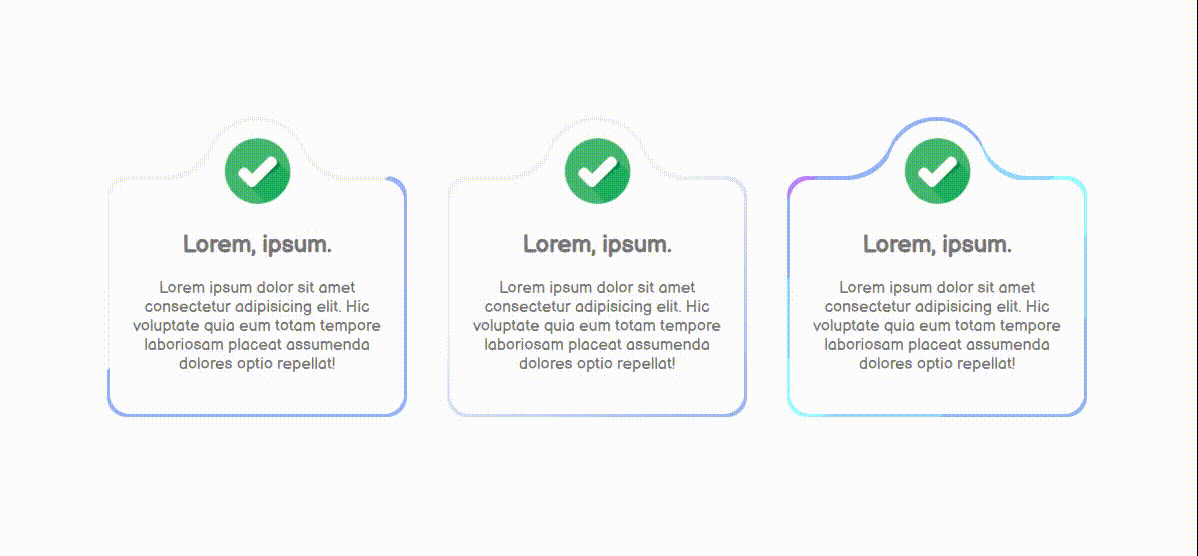 Lorem, ipsum.
Lorem ipsum dolor sit amet
consectetur adipisicing elit. Hic
voluptate quia eum totam tempore
laboriosam placeat assumenda
dolores optio repellat!
Lorem, ipsum.
Lorem ipsum dolor sit amet
consectetur adipisicing elit. Hic
voluptate quia eum totam tempore
laboriosam placeat assumenda
dolores optio repellat!
Lorem, ipsum.
Lorem ipsum dolor sit amet
consectetur adipisicing elit. Hic
voluptate quia eum totam tempore
laboriosam placeat assumenda
dolores optio repellat!